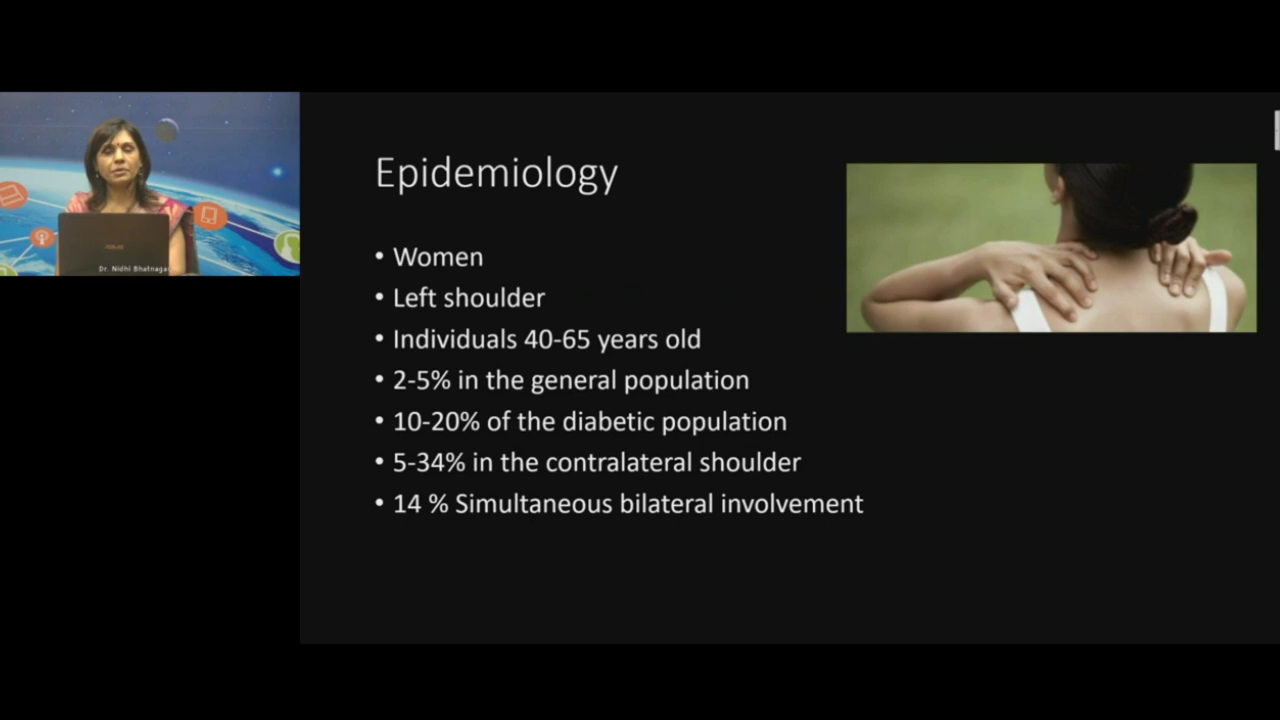 Epidemiology
• Women
• Left shoulder
• Individuals 40-65 years old
• 2-5% in the general population
• 10-20% of the diabetic population
• 5-34% in the contralateral shoulder
• 14 % Simultaneous bilateral involvement
Dr. Nidhi Bhatnagar